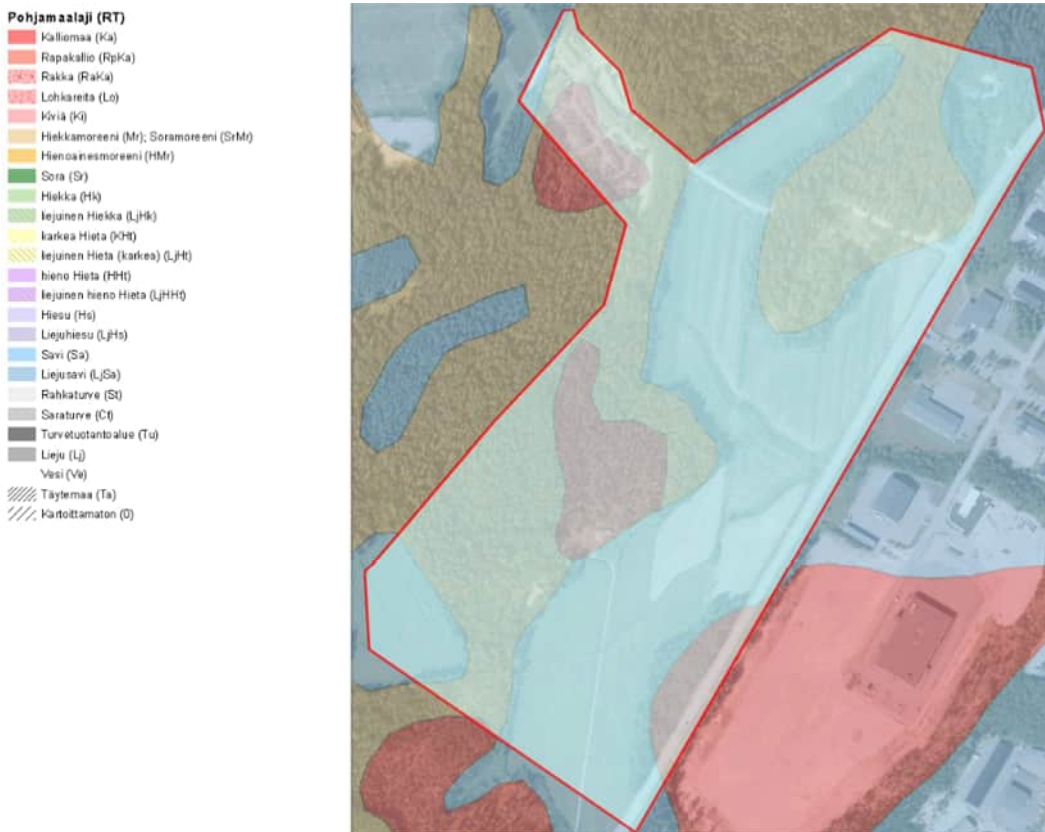 Pohjamaalaji (RT)
Kalliomaa (Ka)
Rapakallio (RpKa)
Rakka (RaKa)
Lohkareita (Lo)
Kiviä (Ki)
Hiekkamoreeni (Mr); Soramoreeni (SrMr)
Hienoainesmoreeni (HMr)
Sora (Sr)
Hiekka (Hk)
liejuinen Hiekka (LjHk)
karkea Hieta (KHt)
liejuinen Hieta (karkea) (LjHt)
hieno Hieta (HHt)
liejuinen hieno Hieta (LjHHt)
Hiesu (Hs)
Liejuhiesu (LjHs)
Savi (Sa)
Liejusavi (LjSa)
Rahkaturve (St)
Saraturve (Ct)
Turvetuotantoalue (Tu)
Lieju (Lj)
Vesi (Ve)
Täytemaa (Ta)
Kartoittamaton (0)